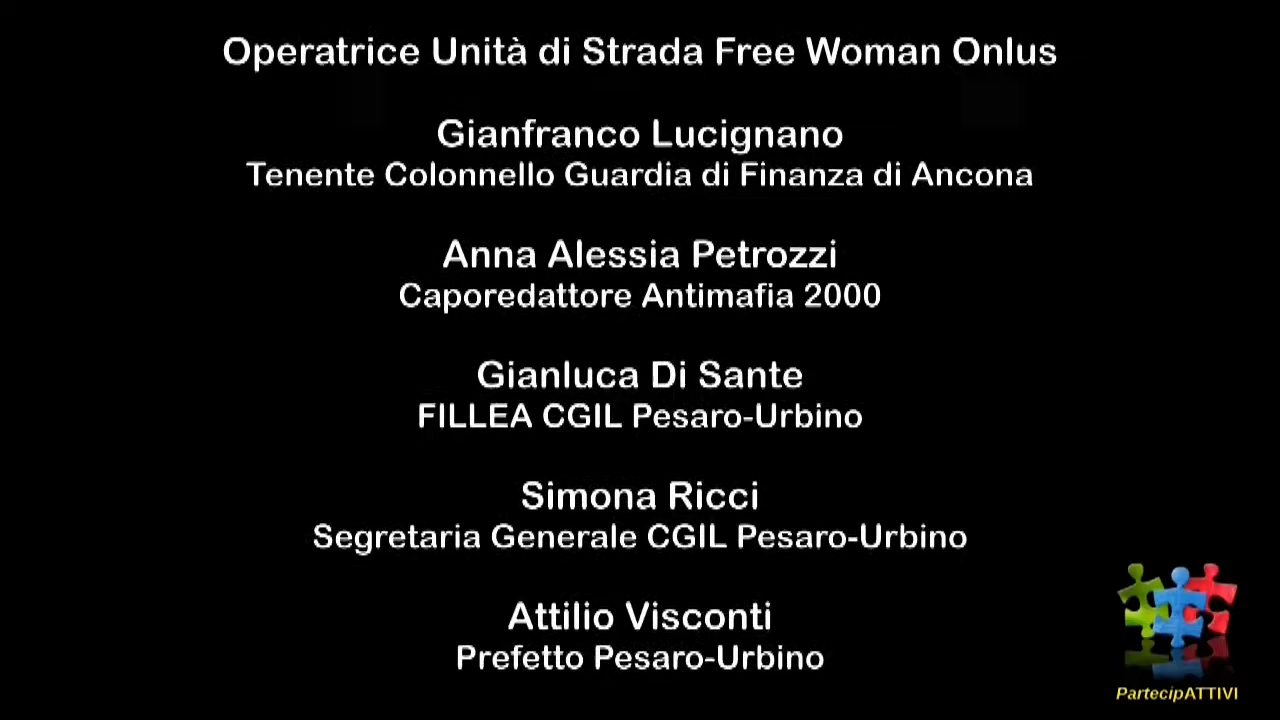 Operatrice Unità di Strada Free Woman Onlus
Gianfranco Lucignano
Tenente Colonnello Guardia di Finanza di Ancona
Anna Alessia Petrozzi
Caporedattore Antimafia 2000
Gianluca Di Sante
FILLEA CGIL Pesaro-Urbino
Simona Ricci
Segretaria Generale CGIL Pesaro-Urbino
Attilio Visconti
Prefetto Pesaro-Urbino
PartecipATTIVI